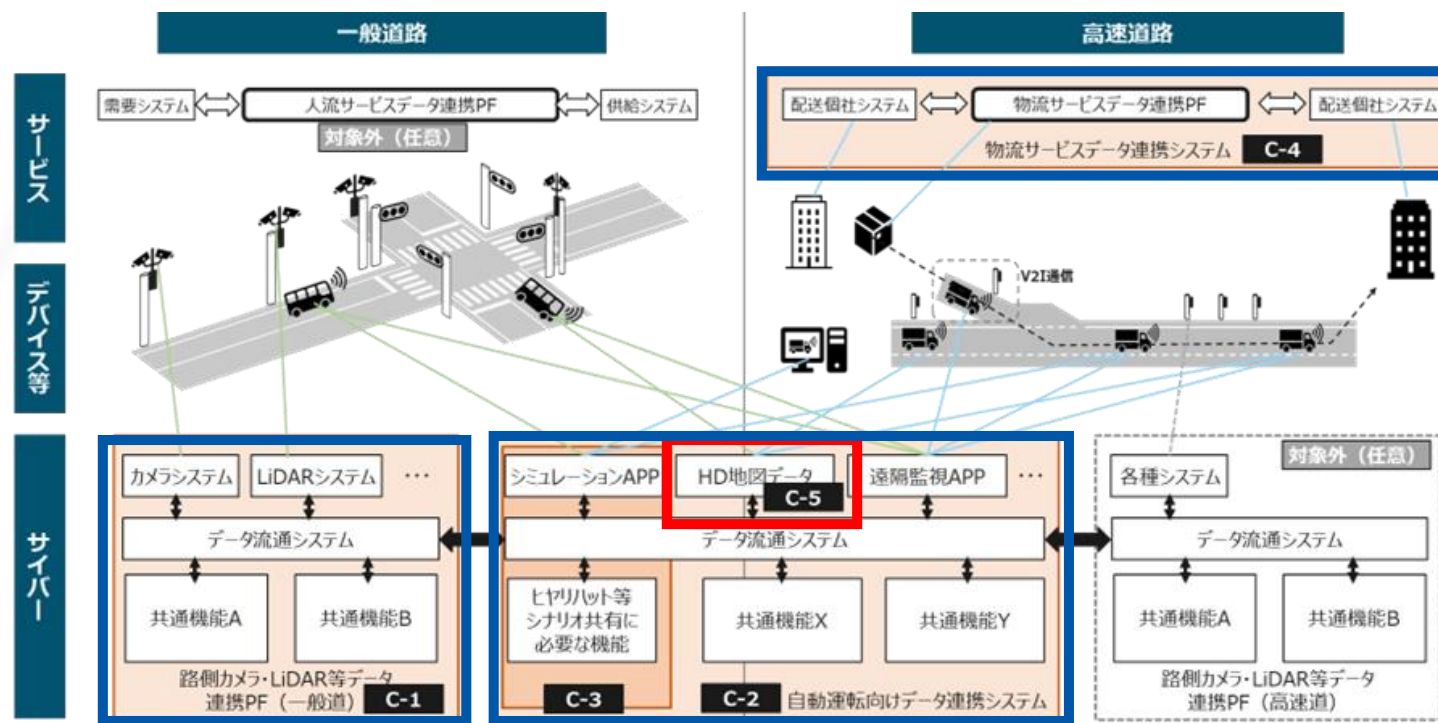 一般道路
高速道路
サービス
需要システム
人流サービスデータ連携PF
供給システム
対象外（任意）
配送個社システム
物流サービスデータ連携PF
配送個社システム
物流サービスデータ連携システム
C-4
デバイス等
V2I通信
サイバー
カメラシステム
LiDARシステム
…
データ流通システム
共通機能A
共通機能B
路側カメラ・LiDAR等データ
連携PF（一般道）
C-1
シミュレーションAPP
HD地図データ
C-5
遠隔監視APP
…
データ流通システム
ヒヤリハット等
シナリオ共有に
必要な機能
共通機能X
共通機能Y
C-3
C-2
自動運転向けデータ連携システム
対象外（任意）
各種システム
データ流通システム
共通機能A
共通機能B
路側カメラ・LiDAR等データ
連携PF（高速道）